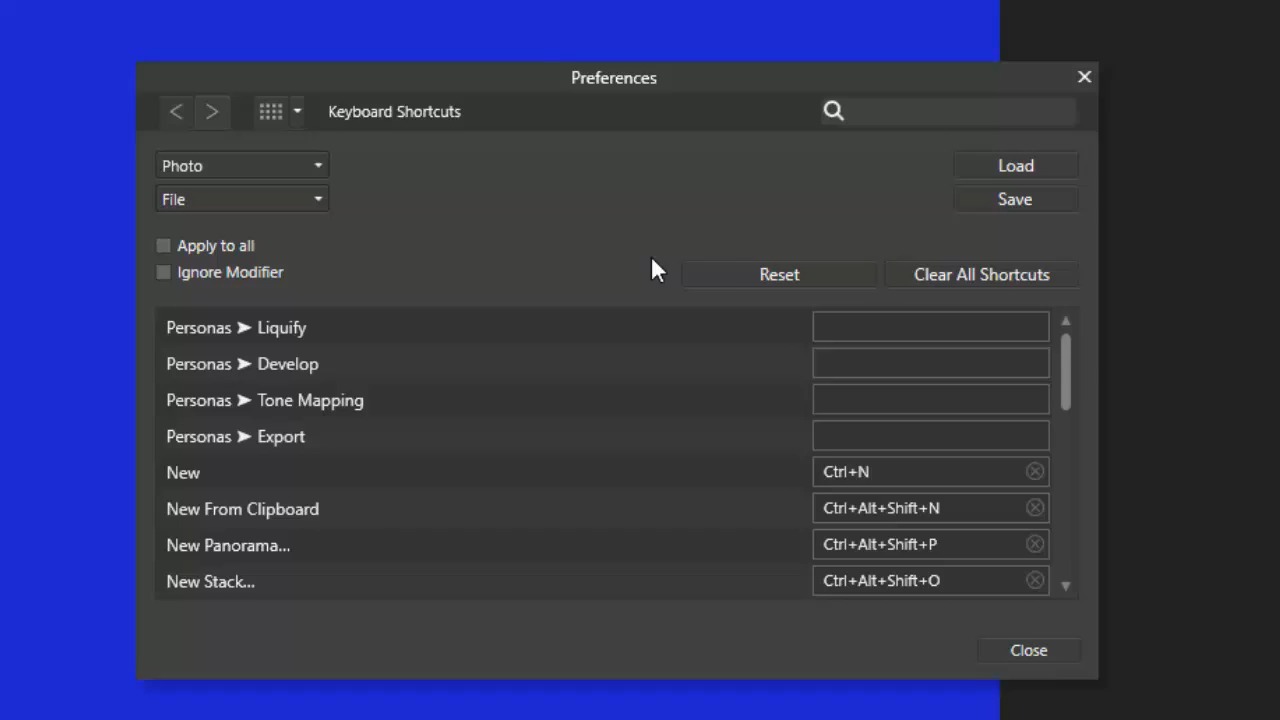 Preferences
Keyboard Shortcuts
Photo
Load
File
Save
Apply to all
Ignore Modifier
Reset
Clear All Shortcuts
Personas ➤ Liquify
Personas ➤ Develop
Personas ➤ Tone Mapping
Personas ➤ Export
New Ctrl+N
New From Clipboard Ctrl+Alt+Shift+N
New Panorama... Ctrl+Alt+Shift+P
New Stack... Ctrl+Alt+Shift+O
Close